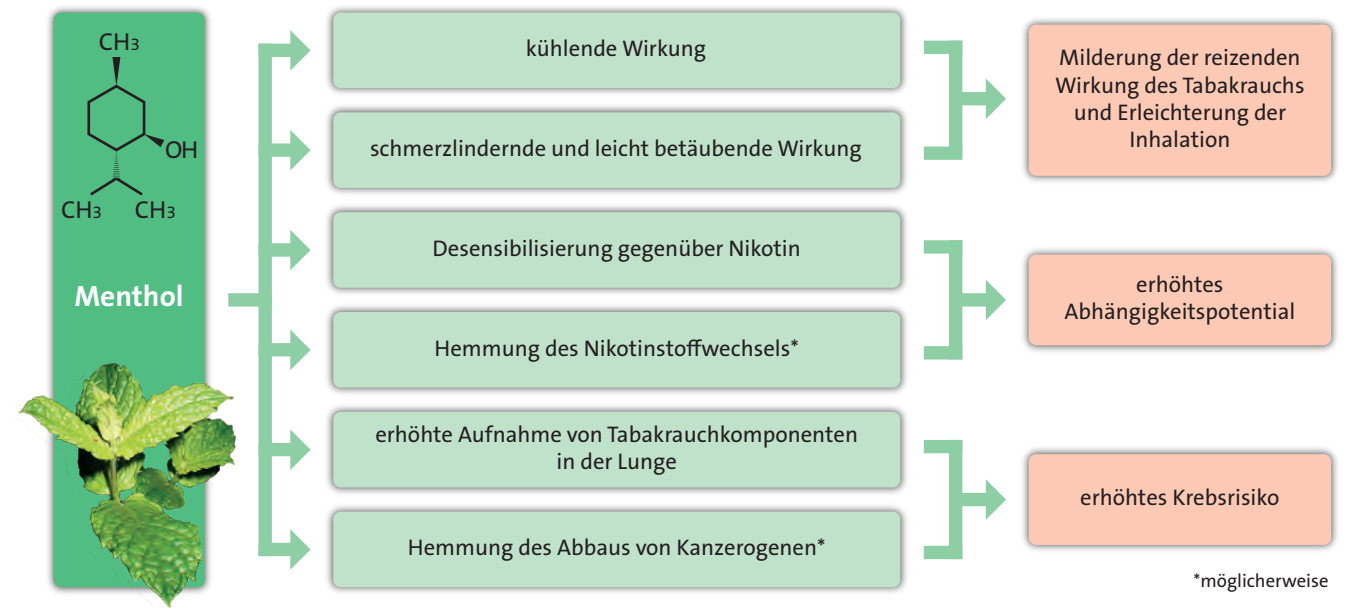 CH3
OH
CH3
CH3
Menthol
kühlende Wirkung
schmerzlindernde und leicht betäubende Wirkung
Desensibilisierung gegenüber Nikotin
Hemmung des Nikotinstoffwechsels*
erhöhte Aufnahme von Tabakrauchkomponenten
in der Lunge
Hemmung des Abbaus von Kanzerogenen*
Milderung der reizenden
Wirkung des Tabakrauchs
und Erleichterung der
Inhalation
erhöhtes
Abhängigkeitspotential
erhöhtes Krebsrisiko
*möglicherweise